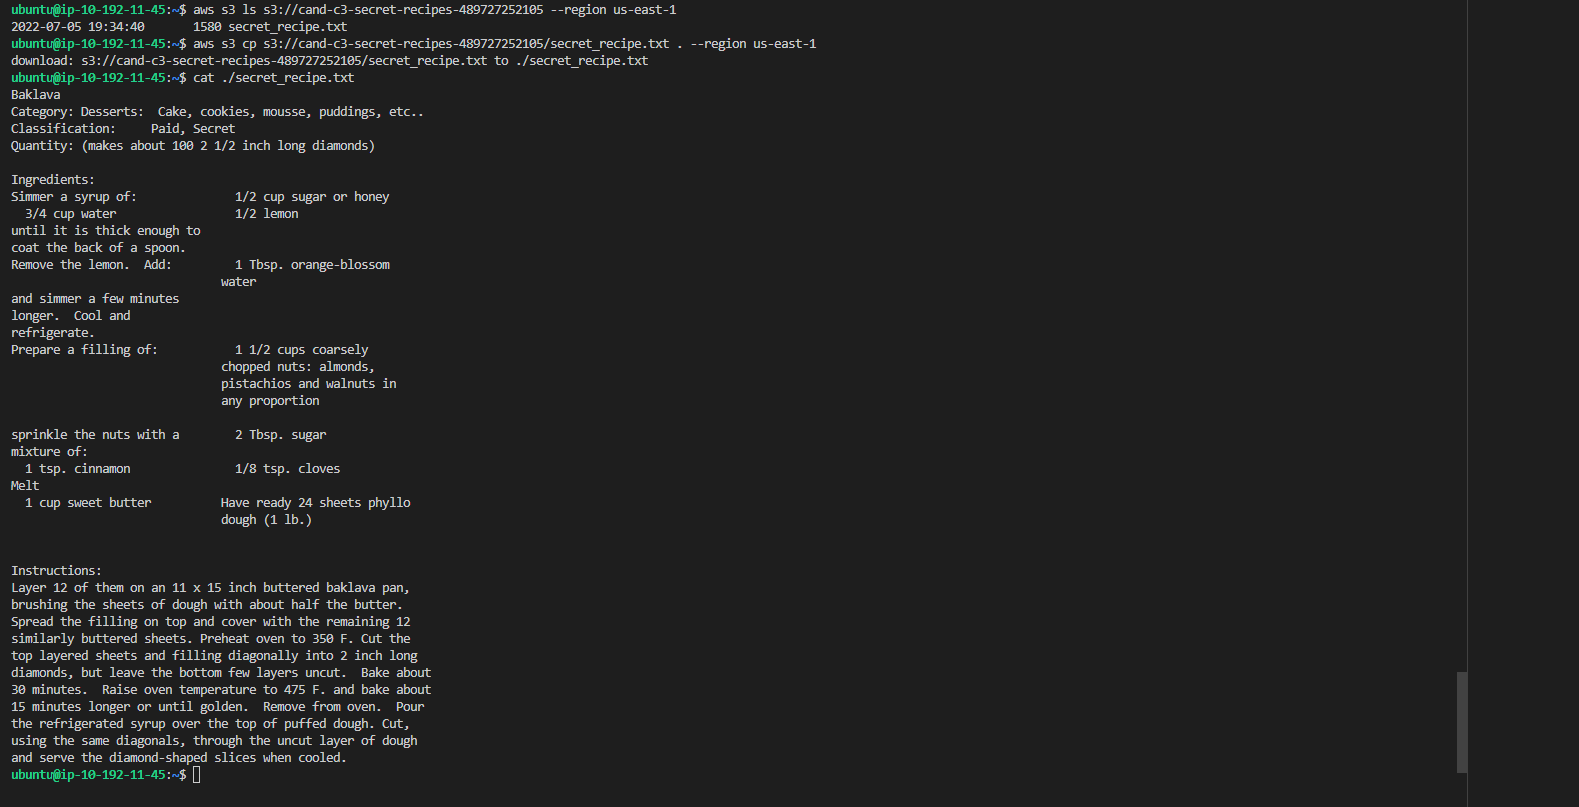 ubuntu@ip-10-192-11-45:~$ aws s3 ls s3://cand-c3-secret-recipes-489727252105 --region us-east-1
2022-07-05 19:34:40       1580 secret_recipe.txt
ubuntu@ip-10-192-11-45:~$ aws s3 cp s3://cand-c3-secret-recipes-489727252105/secret_recipe.txt . --region us-east-1
download: s3://cand-c3-secret-recipes-489727252105/secret_recipe.txt to ./secret_recipe.txt
ubuntu@ip-10-192-11-45:~$ cat ./secret_recipe.txt
Baklava
Category: Desserts:  Cake, cookies, mousse, puddings, etc..
Classification:     Paid, Secret
Quantity: (makes about 100 2 1/2 inch long diamonds)

Ingredients:
Simmer a syrup of:              1/2 cup sugar or honey
  3/4 cup water                 1/2 lemon
until it is thick enough to
coat the back of a spoon.
Remove the lemon.  Add:         1 Tbsp. orange-blossom
                              water
and simmer a few minutes
longer.  Cool and
refrigerate.
Prepare a filling of:           1 1/2 cups coarsely
                              chopped nuts: almonds,
                              pistachios and walnuts in
                              any proportion

sprinkle the nuts with a        2 Tbsp. sugar
mixture of:
  1 tsp. cinnamon               1/8 tsp. cloves
Melt
  1 cup sweet butter          Have ready 24 sheets phyllo
                              dough (1 lb.)


Instructions:
Layer 12 of them on an 11 x 15 inch buttered baklava pan,
brushing the sheets of dough with about half the butter.
Spread the filling on top and cover with the remaining 12
similarly buttered sheets. Preheat oven to 350 F. Cut the
top layered sheets and filling diagonally into 2 inch long
diamonds, but leave the bottom few layers uncut.  Bake about
30 minutes.  Raise oven temperature to 475 F. and bake about
15 minutes longer or until golden.  Remove from oven.  Pour
the refrigerated syrup over the top of puffed dough. Cut,
using the same diagonals, through the uncut layer of dough
and serve the diamond-shaped slices when cooled.
ubuntu@ip-10-192-11-45:~$